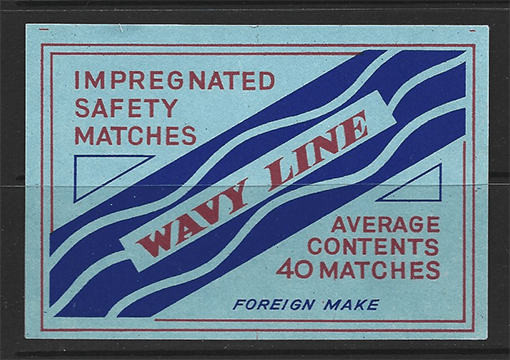 IMPREGNATED
SAFETY
MATCHES
WAVY LINE
AVERAGE
CONTENTS
40 MATCHES
FOREIGN MAKE